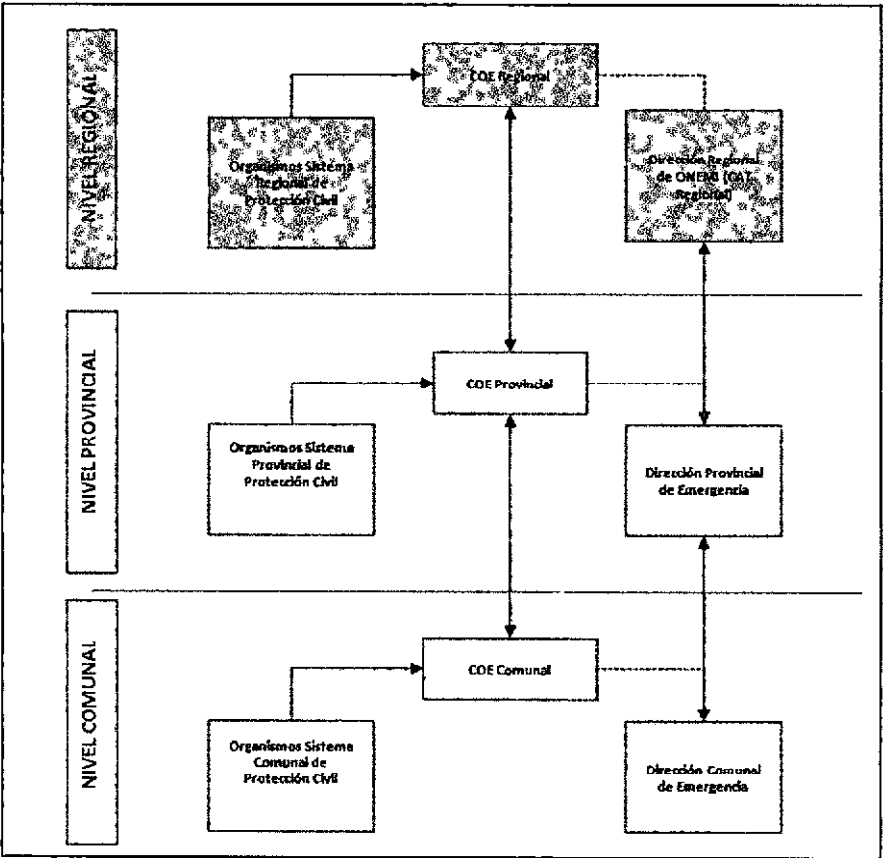 NIVEL REGIONAL
COE Regional
Organismos Sistema
Regional de
Protección Civil
Dirección Regional
de ONEMI (CAT
Regional)
NIVEL PROVINCIAL
COE Provincial
Organismos Sistema
Provincial de
Protección Civil
Dirección Provincial
de Emergencia
NIVEL COMUNAL
COE Comunal
Organismos Sistema
Comunal de
Protección Civil
Dirección Comunal
de Emergencia